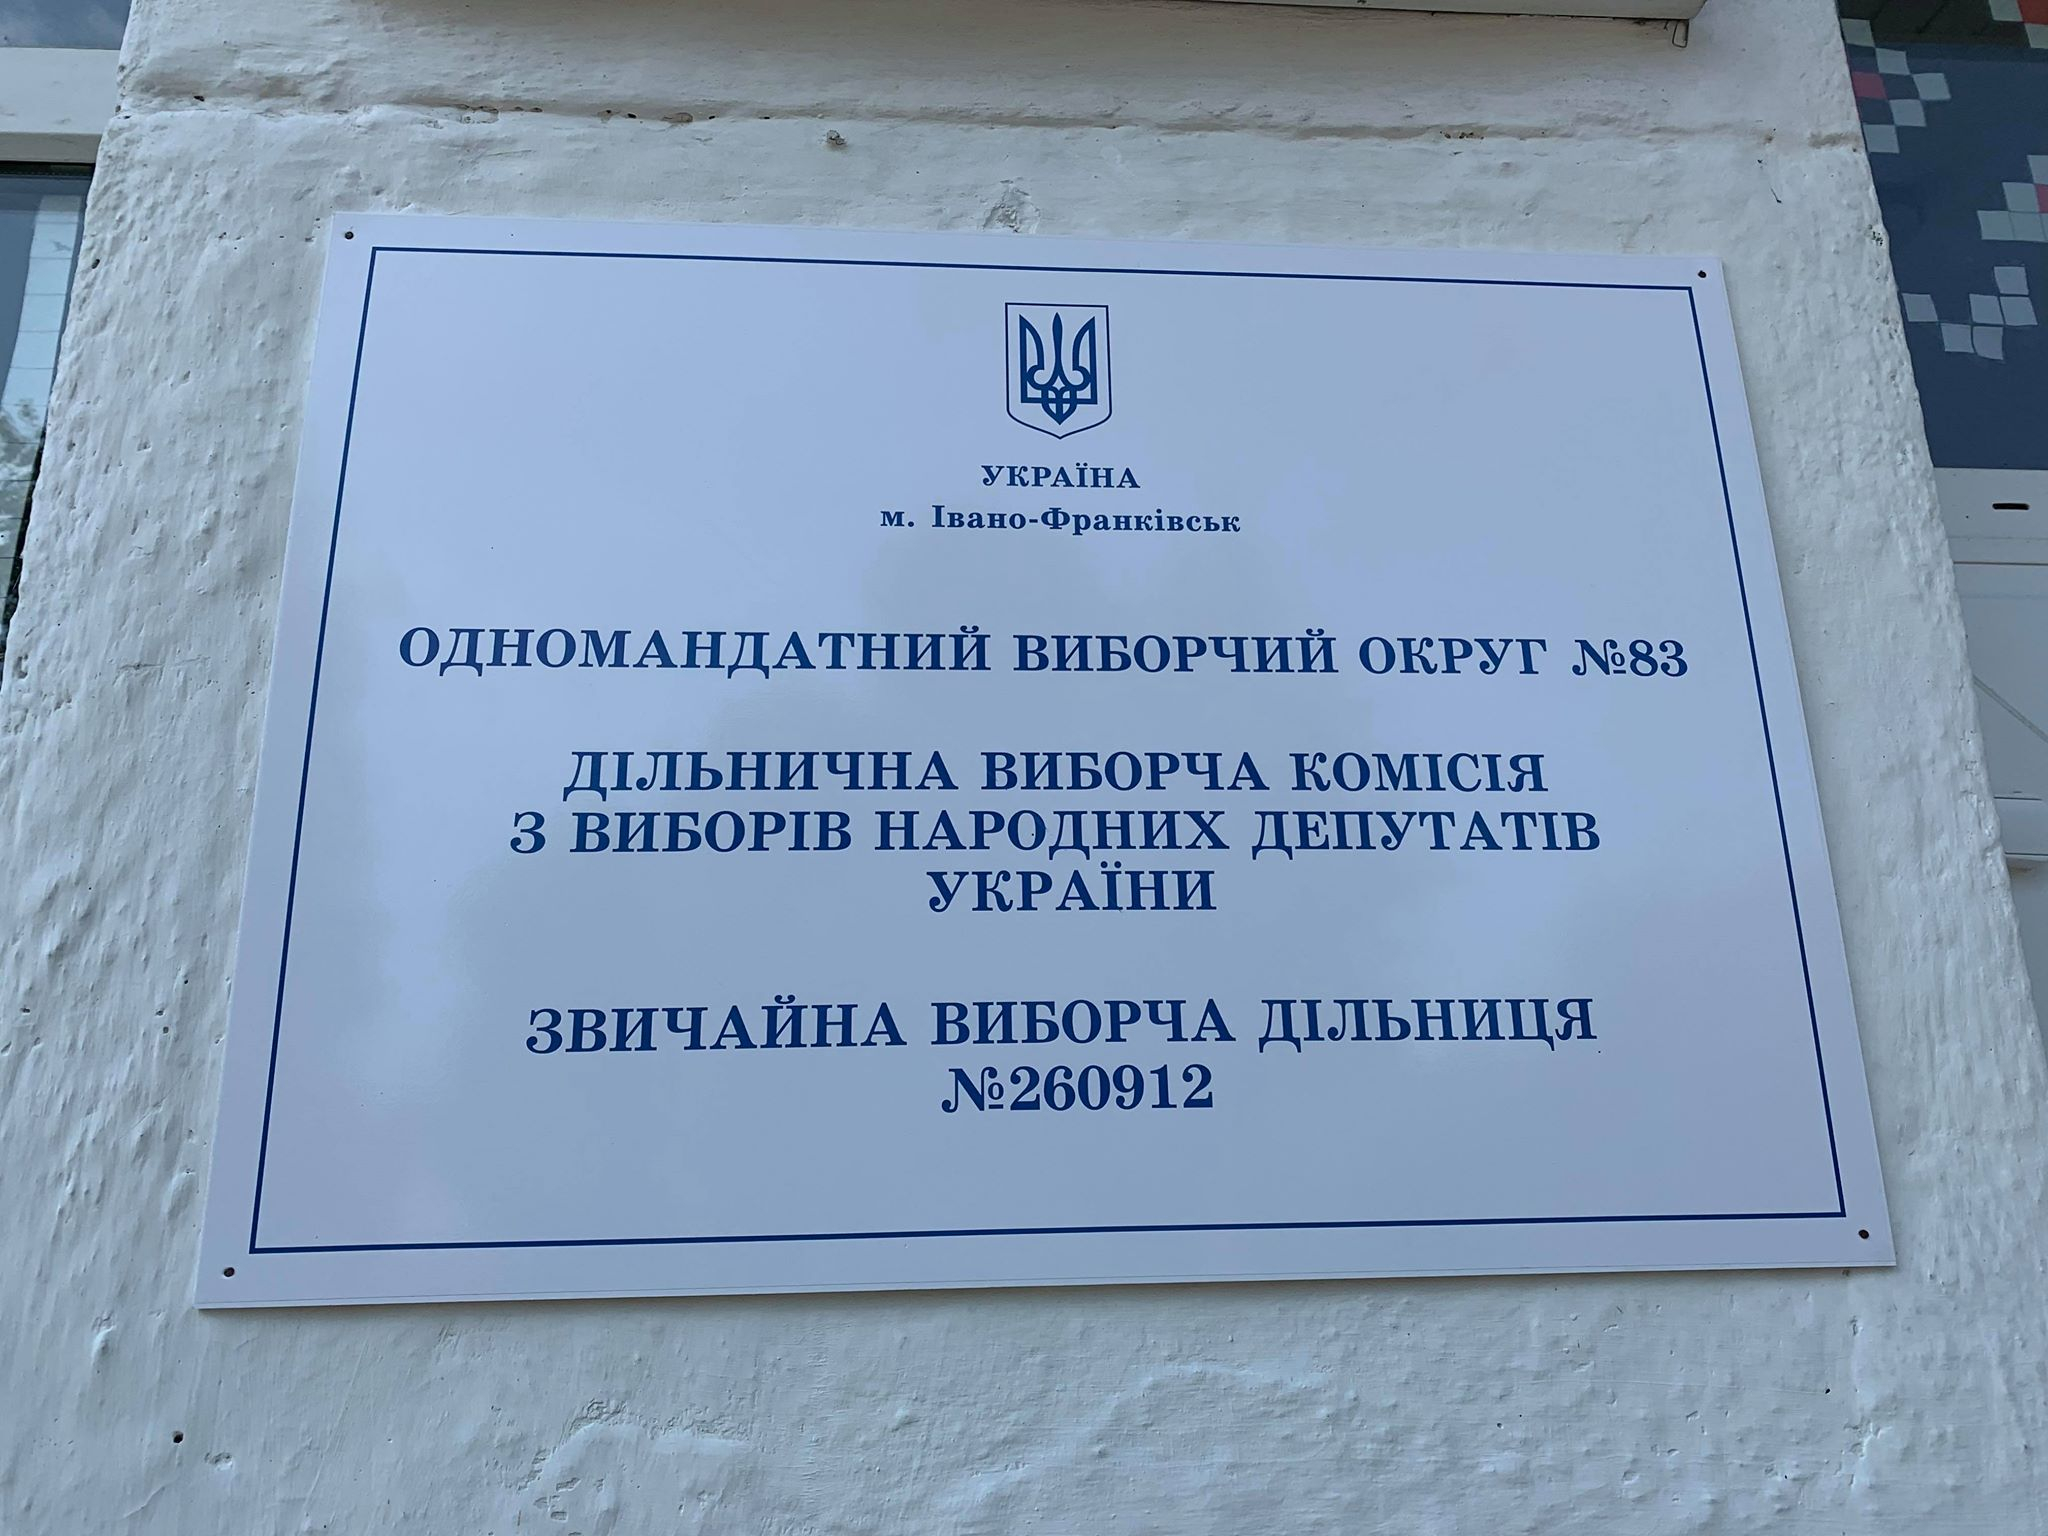 УКРАЇНА
м. Івано-Франківськ
ОДНОМАНДАТНИЙ ВИБОРЧИЙ ОКРУГ №83
ДІЛЬНИЧНА ВИБОРЧА КОМІСІЯ
З ВИБОРІВ НАРОДНИХ ДЕПУТАТІВ
УКРАЇНИ
ЗВИЧАЙНА ВИБОРЧА ДІЛЬНИЦЯ
№260912